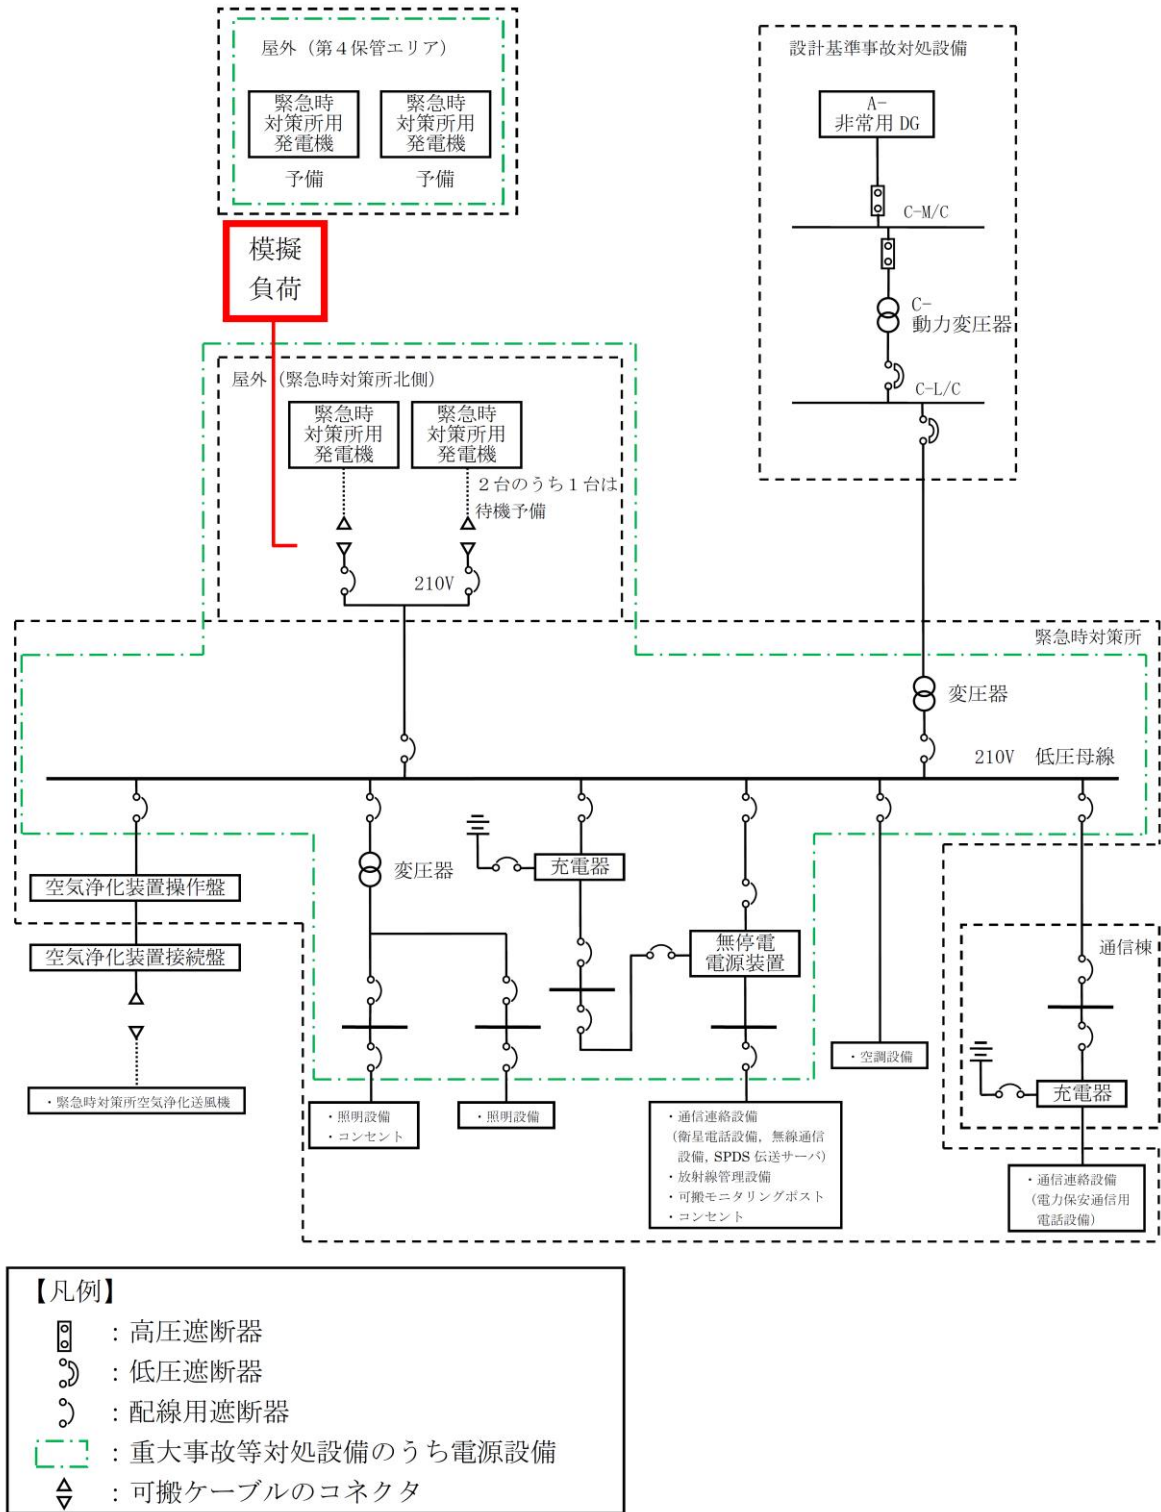 屋外（第４保管エリア）
緊急時
対策所用
発電機
予備
緊急時
対策所用
発電機
予備
模擬
負荷
設計基準事故対処設備
A-
非常用 DG
C-M/C
C-
動力変圧器
C-L/C
屋外（緊急時対策所北側）
緊急時
対策所用
発電機
緊急時
対策所用
発電機
２台のうち１台は
待機予備
210V
緊急時対策所
変圧器
210V 低圧母線
空気浄化装置操作盤
空気浄化装置接続盤
・緊急時対策所空気浄化送風機
変圧器
充電器
無停電
電源装置
・照明設備
・コンセント
・照明設備
・通信連絡設備
（衛星電話設備，無線通信
設備，SPDS 伝送サーバ）
・放射線管理設備
・可搬モニタリングポスト
・コンセント
・空調設備
通信棟
充電器
・通信連絡設備
（電力保安通信用
電話設備）
【凡例】
：高圧遮断器
：低圧遮断器
：配線用遮断器
：重大事故等対処設備のうち電源設備
：可搬ケーブルのコネクタ